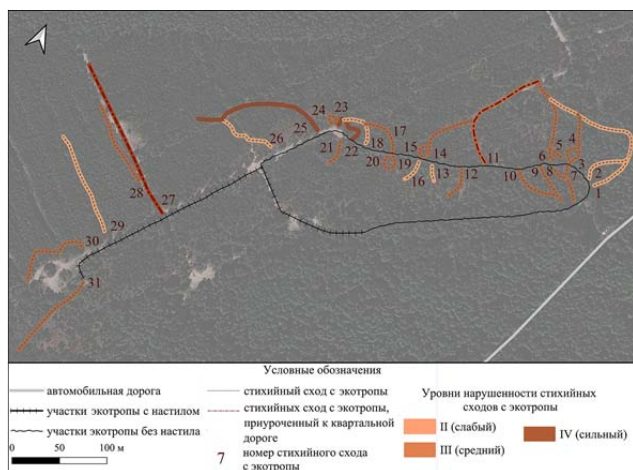 24 23
25 18 17
26 21 22 20 19 15 14
16 13 12 11 10 9 8 7 6 5 4 3 2 1
28 27
29
30
31
Условные обозначения
автомобильная дорога
участки экотропы с настилом
участки экотропы без настила
0 50 100 м
стихийный сход с экотропы
стихийных сход с экотропы,
приуроченный к квартальной
дороге
7 номер стихийного схода
с экотропы
Уровни нарушенности стихийных
сходов с экотропы
II (слабый)
III (средний)
IV (сильный)